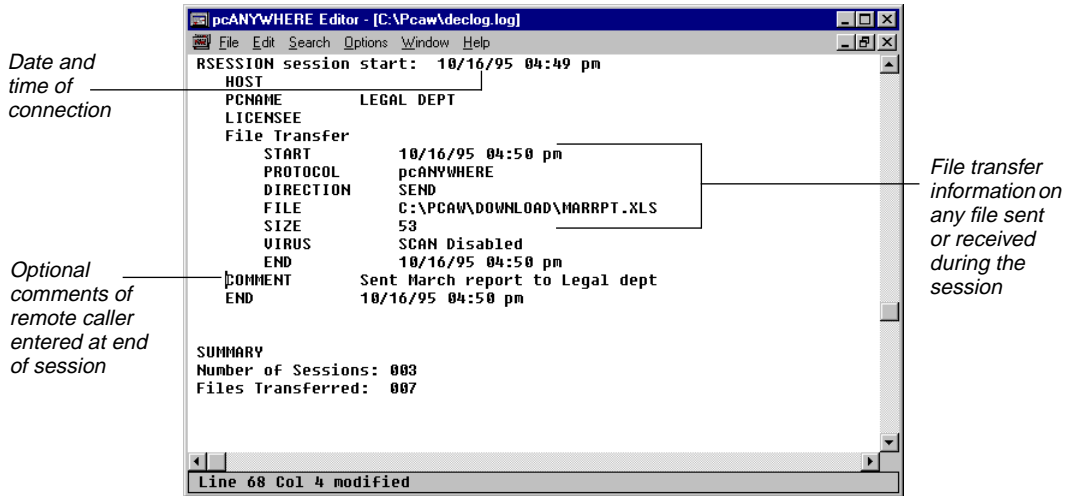 pcANYWHERE Editor - [C:\Pcaw\declog.log]
File Edit Search Options Window Help
RSESSION session start: 10/16/95 04:49 pm
HOST
PCNAME LEGAL DEPT
LICENSEE
File Transfer
START 10/16/95 04:50 pm
PROTOCOL pcANYWHERE
DIRECTION SEND
FILE C:\PCAW\DOWNLOAD\MARRPT.XLS
SIZE 53
VIRUS SCAN Disabled
END 10/16/95 04:50 pm
COMMENT Sent March report to Legal dept
END 10/16/95 04:50 pm
SUMMARY
Number of Sessions: 003
Files Transferred: 007
Line 68 Col 4 modified
Date and
time of
connection
Optional
comments of
remote caller
entered at end
of session
File transfer
information on
any file sent
or received
during the
session